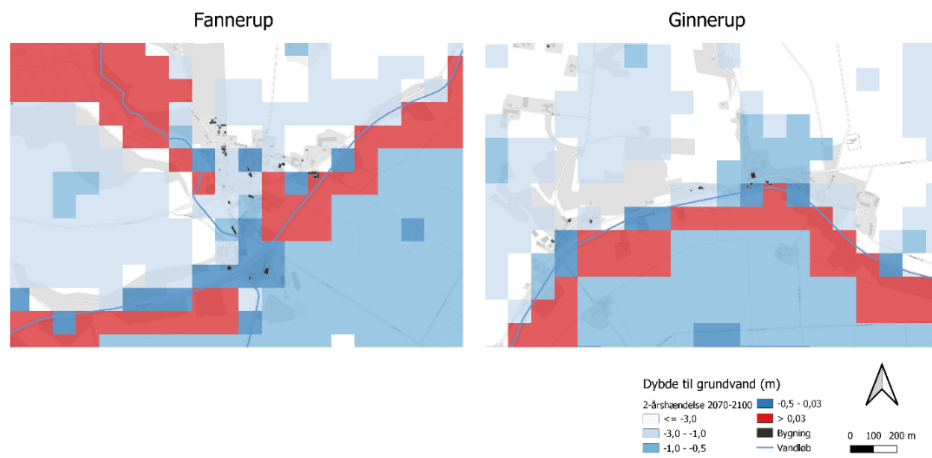 Fannerup
Ginnerup
Dybde til grundvand (m)
2-årshændelse 2070-2100
<= -3,0
-3,0 - -1,0
-1,0 - -0,5
-0,5 - 0,03
> 0,03
Bygning
Vandløb
0 100 200 m